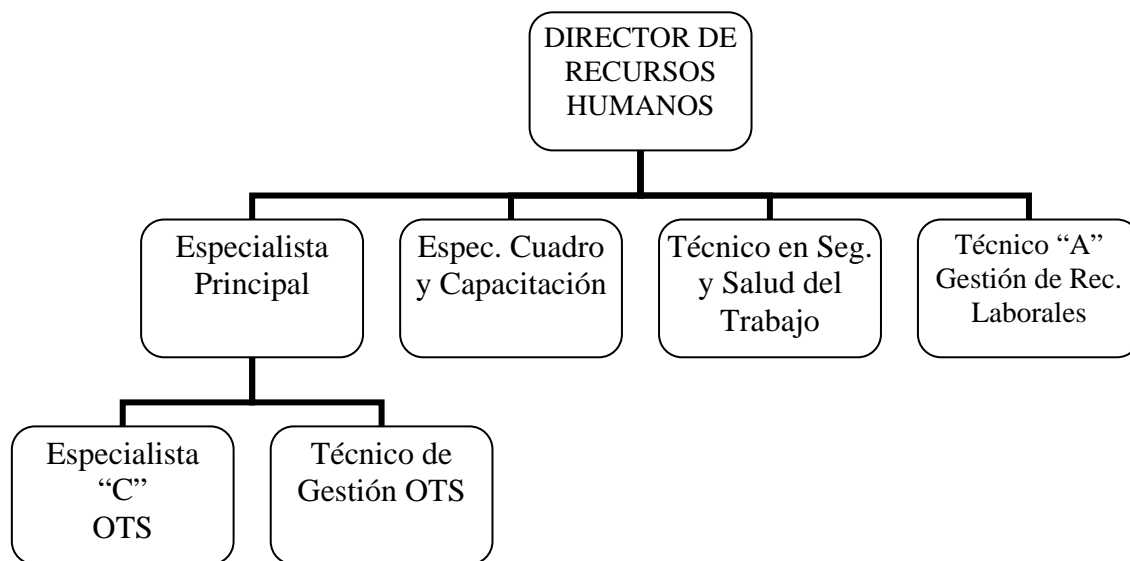 DIRECTOR DE
RECURSOS
HUMANOS
Especialista
Principal
Espec. Cuadro
y Capacitación
Técnico en Seg.
y Salud del
Trabajo
Técnico “A”
Gestión de Rec.
Laborales
Especialista
“C”
OTS
Técnico de
Gestión OTS